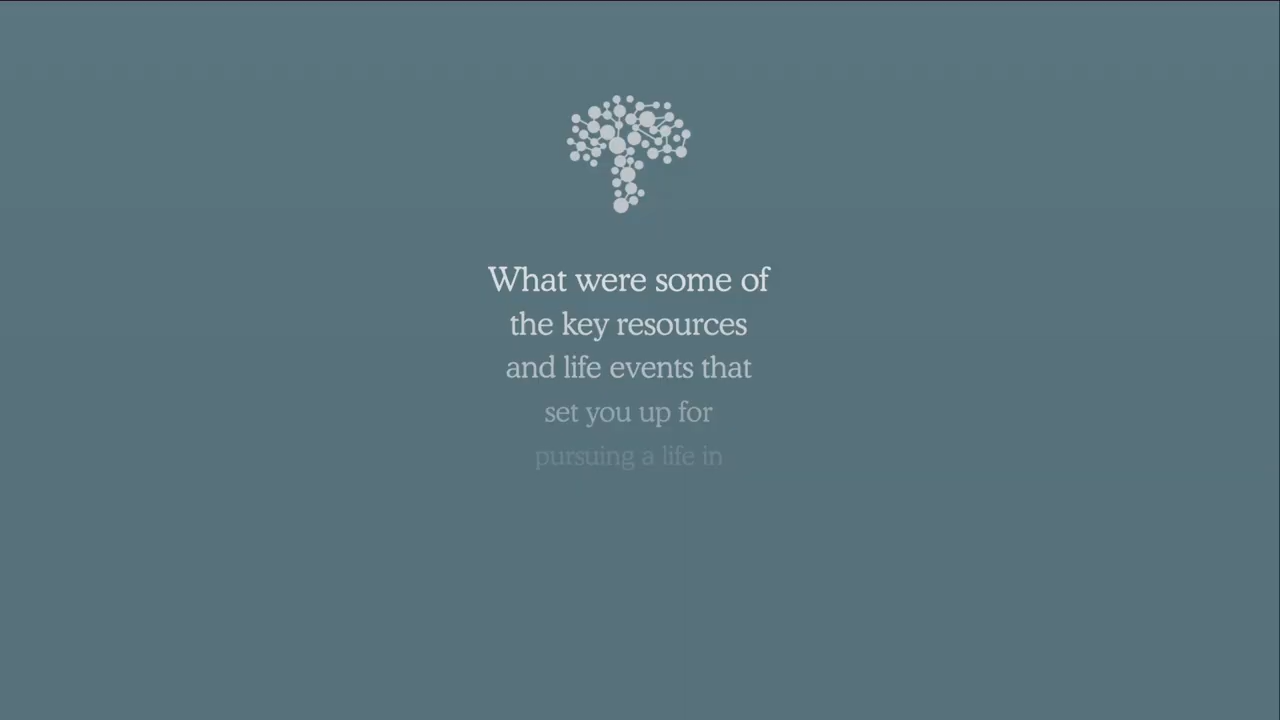 What were some of
the key resources
and life events that
set you up for
pursuing a life in